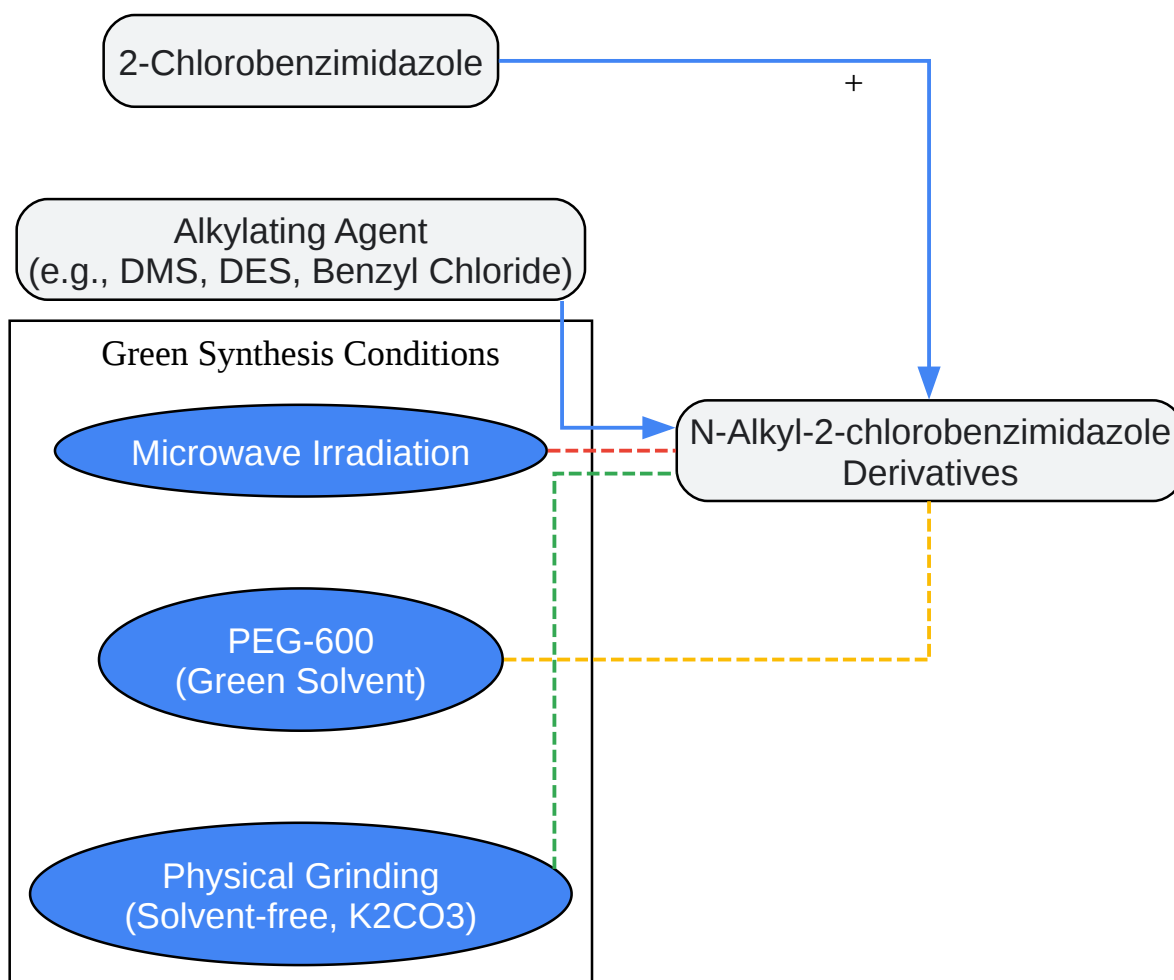 2-Chlorobenzimidazole
+
Alkylating Agent
(e.g., DMS, DES, Benzyl Chloride)
Green Synthesis Conditions
Microwave Irradiation
N-Alkyl-2-chlorobenzimidazole
Derivatives
PEG-600
(Green Solvent)
Physical Grinding
(Solvent-free, K2CO3)